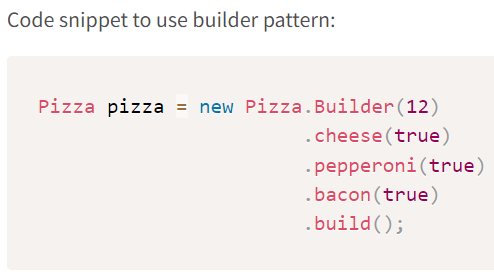 Code snippet to use builder pattern:
Pizza pizza = new Pizza.Builder(12)
                       .cheese(true)
                       .pepperoni(true)
                       .bacon(true)
                       .build();